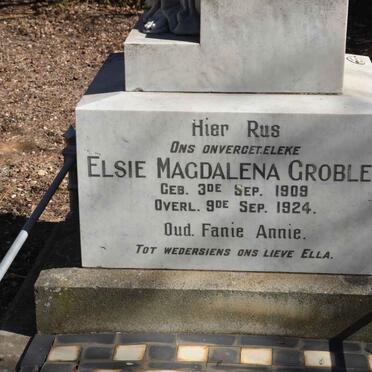 Hier Rus
Ons onvergeteleke
Elsie Magdalena Groble
Geb. 3de Sep. 1909
Overl. 9de Sep. 1924.
Oud. Fanie Annie.
Tot wedersiens ons lieve Ella.